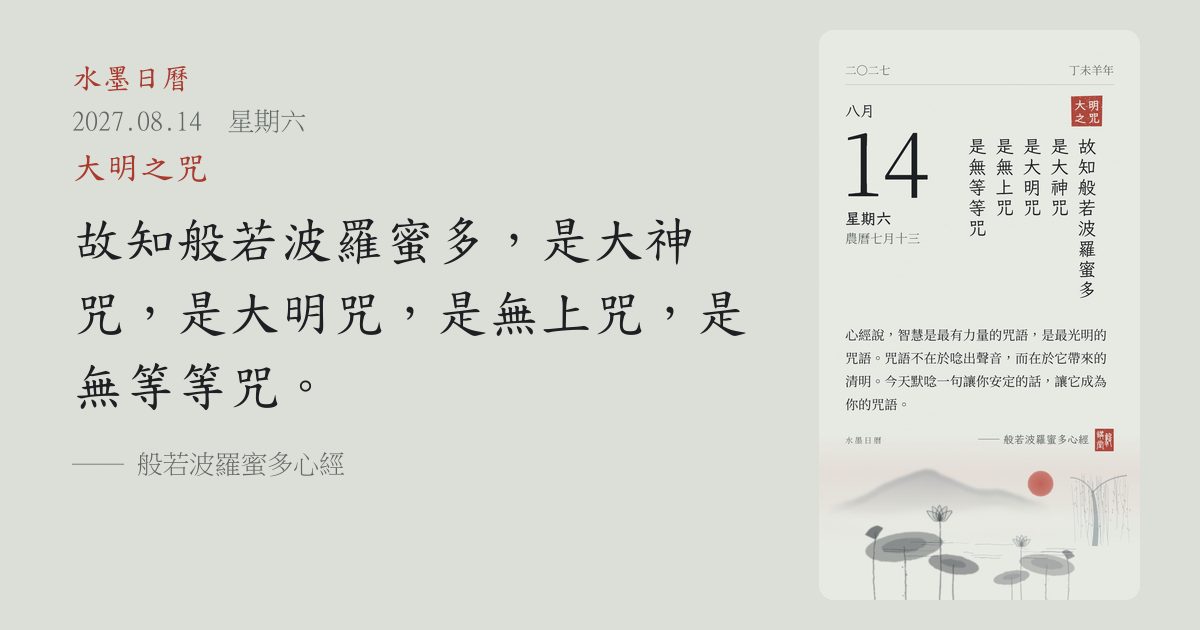 水墨日曆
2027.08.14 星期六
大明之咒
故知般若波羅蜜多，是大神
咒，是大明咒，是無上咒，是
無等等咒。
—— 般若波羅蜜多心經
二〇二七
丁未羊年
八月
14
星期六
農曆七月十三
大明之咒
故知般若波羅蜜多
是大神咒
是大明咒
是無上咒
是無等等咒
心經說，智慧是最有力量的咒語，是最光明的
咒語。咒語不在於唸出聲音，而在於它帶來的
清明。今天默唸一句讓你安定的話，讓它成為
你的咒語。
水墨日曆
—— 般若波羅蜜多心經